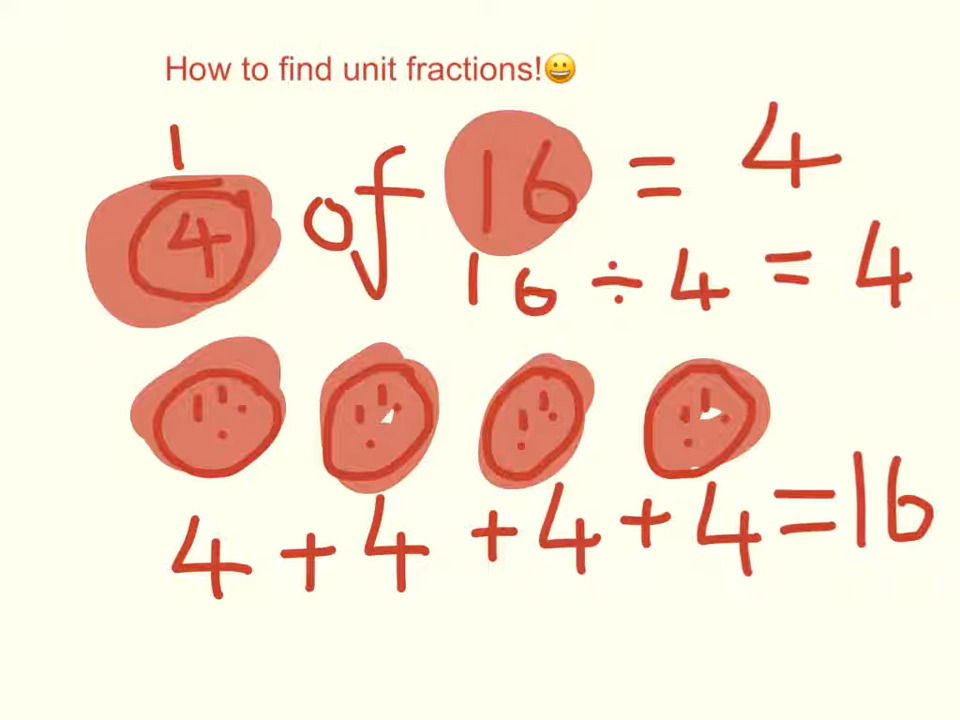 How to find unit fractions!😀
1/4 of 16 = 4
16 ÷ 4 = 4
4 + 4 + 4 + 4 = 16